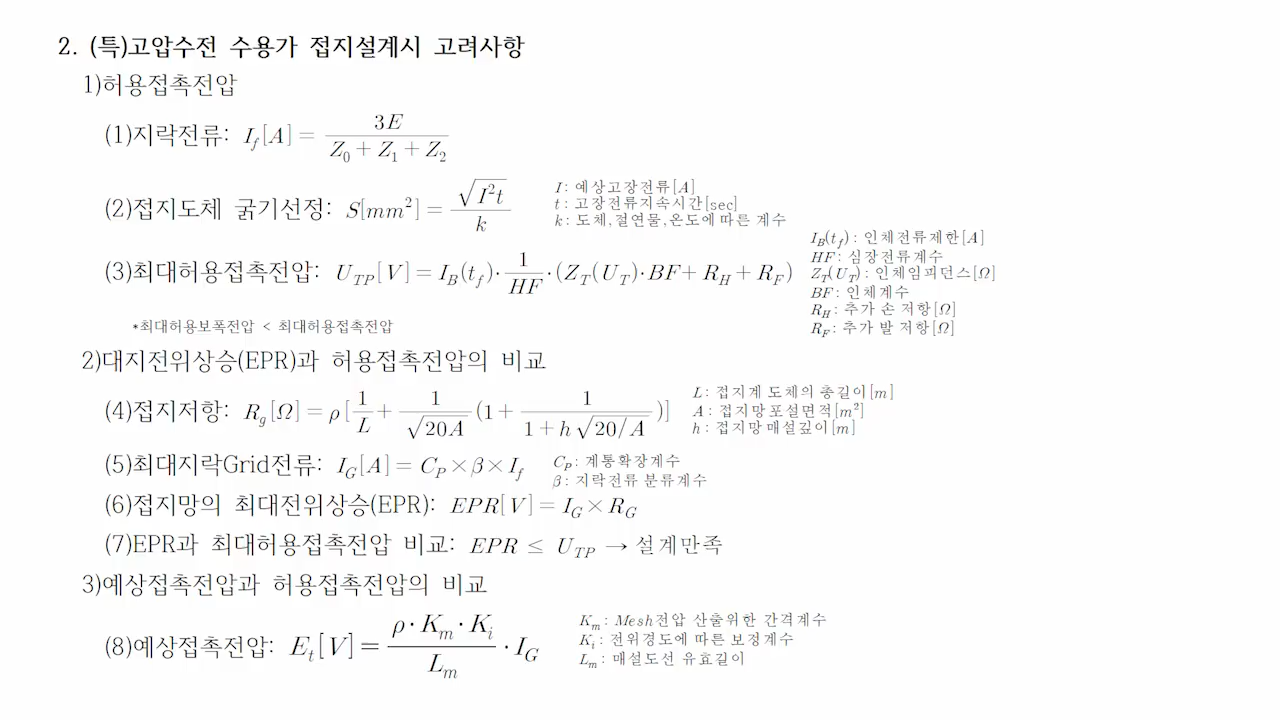 2. (특)고압수전 수용가 접지설계시 고려사항
1)허용접촉전압
(1)지락전류: I_f[A] = 3E / (Z_0 + Z_1 + Z_2)
(2)접지도체 굵기선정: S[mm²] = √(I²t) / k
I : 예상고장전류[A]
t : 고장전류지속시간[sec]
k : 도체,절연물,온도에 따른 계수
(3)최대허용접촉전압: U_TP[V] = I_B(t_f)·1/HF·(Z_T(U_T)·BF + R_H + R_F)
I_B(t_f) : 인체전류제한[A]
HF : 심장전류계수
Z_T(U_T) : 인체임피던스[Ω]
BF : 인체계수
R_H : 추가 손 저항[Ω]
R_F : 추가 발 저항[Ω]
*최대허용보폭전압 < 최대허용접촉전압
2)대지전위상승(EPR)과 허용접촉전압의 비교
(4)접지저항: R_g[Ω] = ρ[1/L + 1/√(20A) (1 + 1/(1+h√(20/A)))]
L : 접지계 도체의 총길이[m]
A : 접지망포설면적[m²]
h : 접지망매설깊이[m]
(5)최대지락Grid전류: I_G[A] = C_P × β × I_f
C_P : 계통확장계수
β : 지락전류 분류계수
(6)접지망의 최대전위상승(EPR): EPR[V] = I_G × R_G
(7)EPR과 최대허용접촉전압 비교: EPR ≤ U_TP → 설계만족
3)예상접촉전압과 허용접촉전압의 비교
(8)예상접촉전압: E_t[V] = (ρ·K_m·K_i / L_m)·I_G
K_m : Mesh전압 산출위한 간격계수
K_i : 전위경도에 따른 보정계수
L_m : 매설도선 유효길이